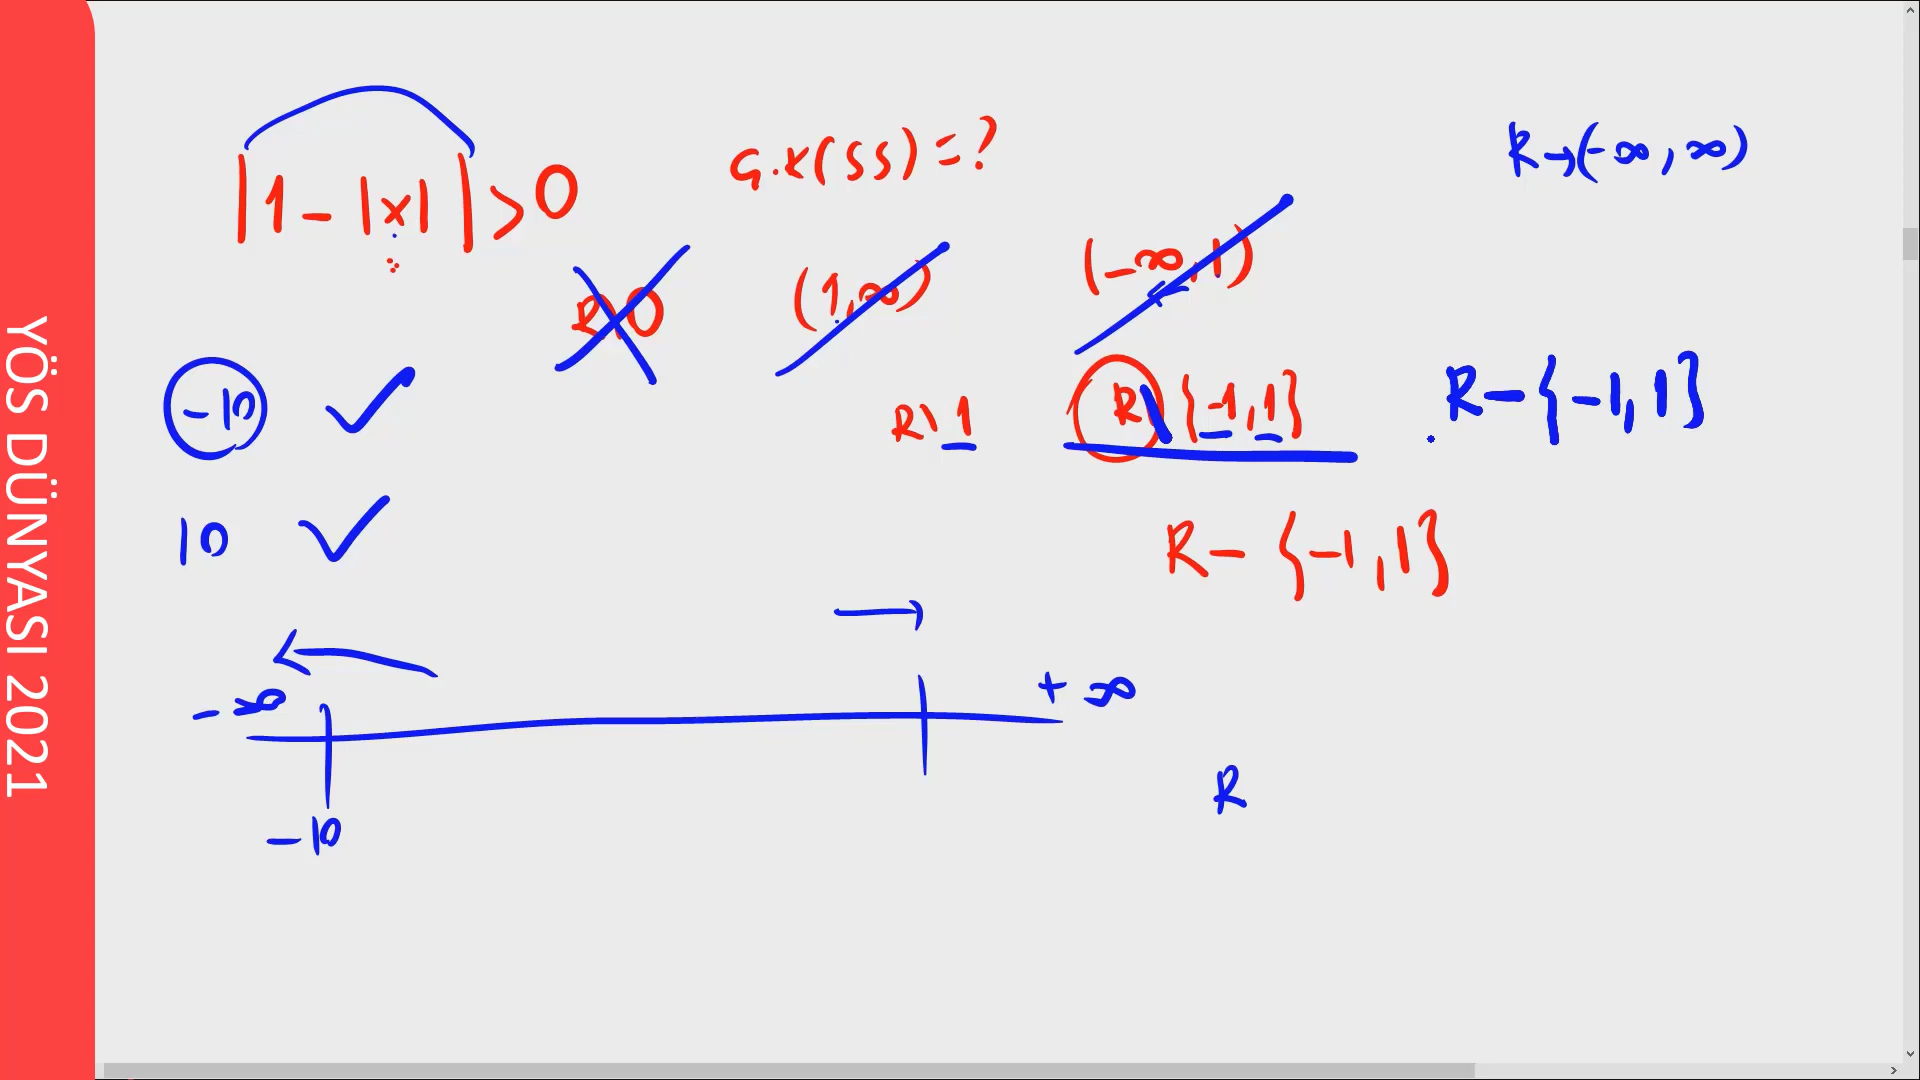 YÖS DÜNYASI 2021
|1 - |x|| > 0
Ç.K(SS) = ?
R → (-∞, ∞)
R\0
(1, ∞)
(-∞, 1)
-10 ✓
R\1
R\{-1, 1}
R - {-1, 1}
10 ✓
R - {-1, 1}
-∞
+∞
-10
R